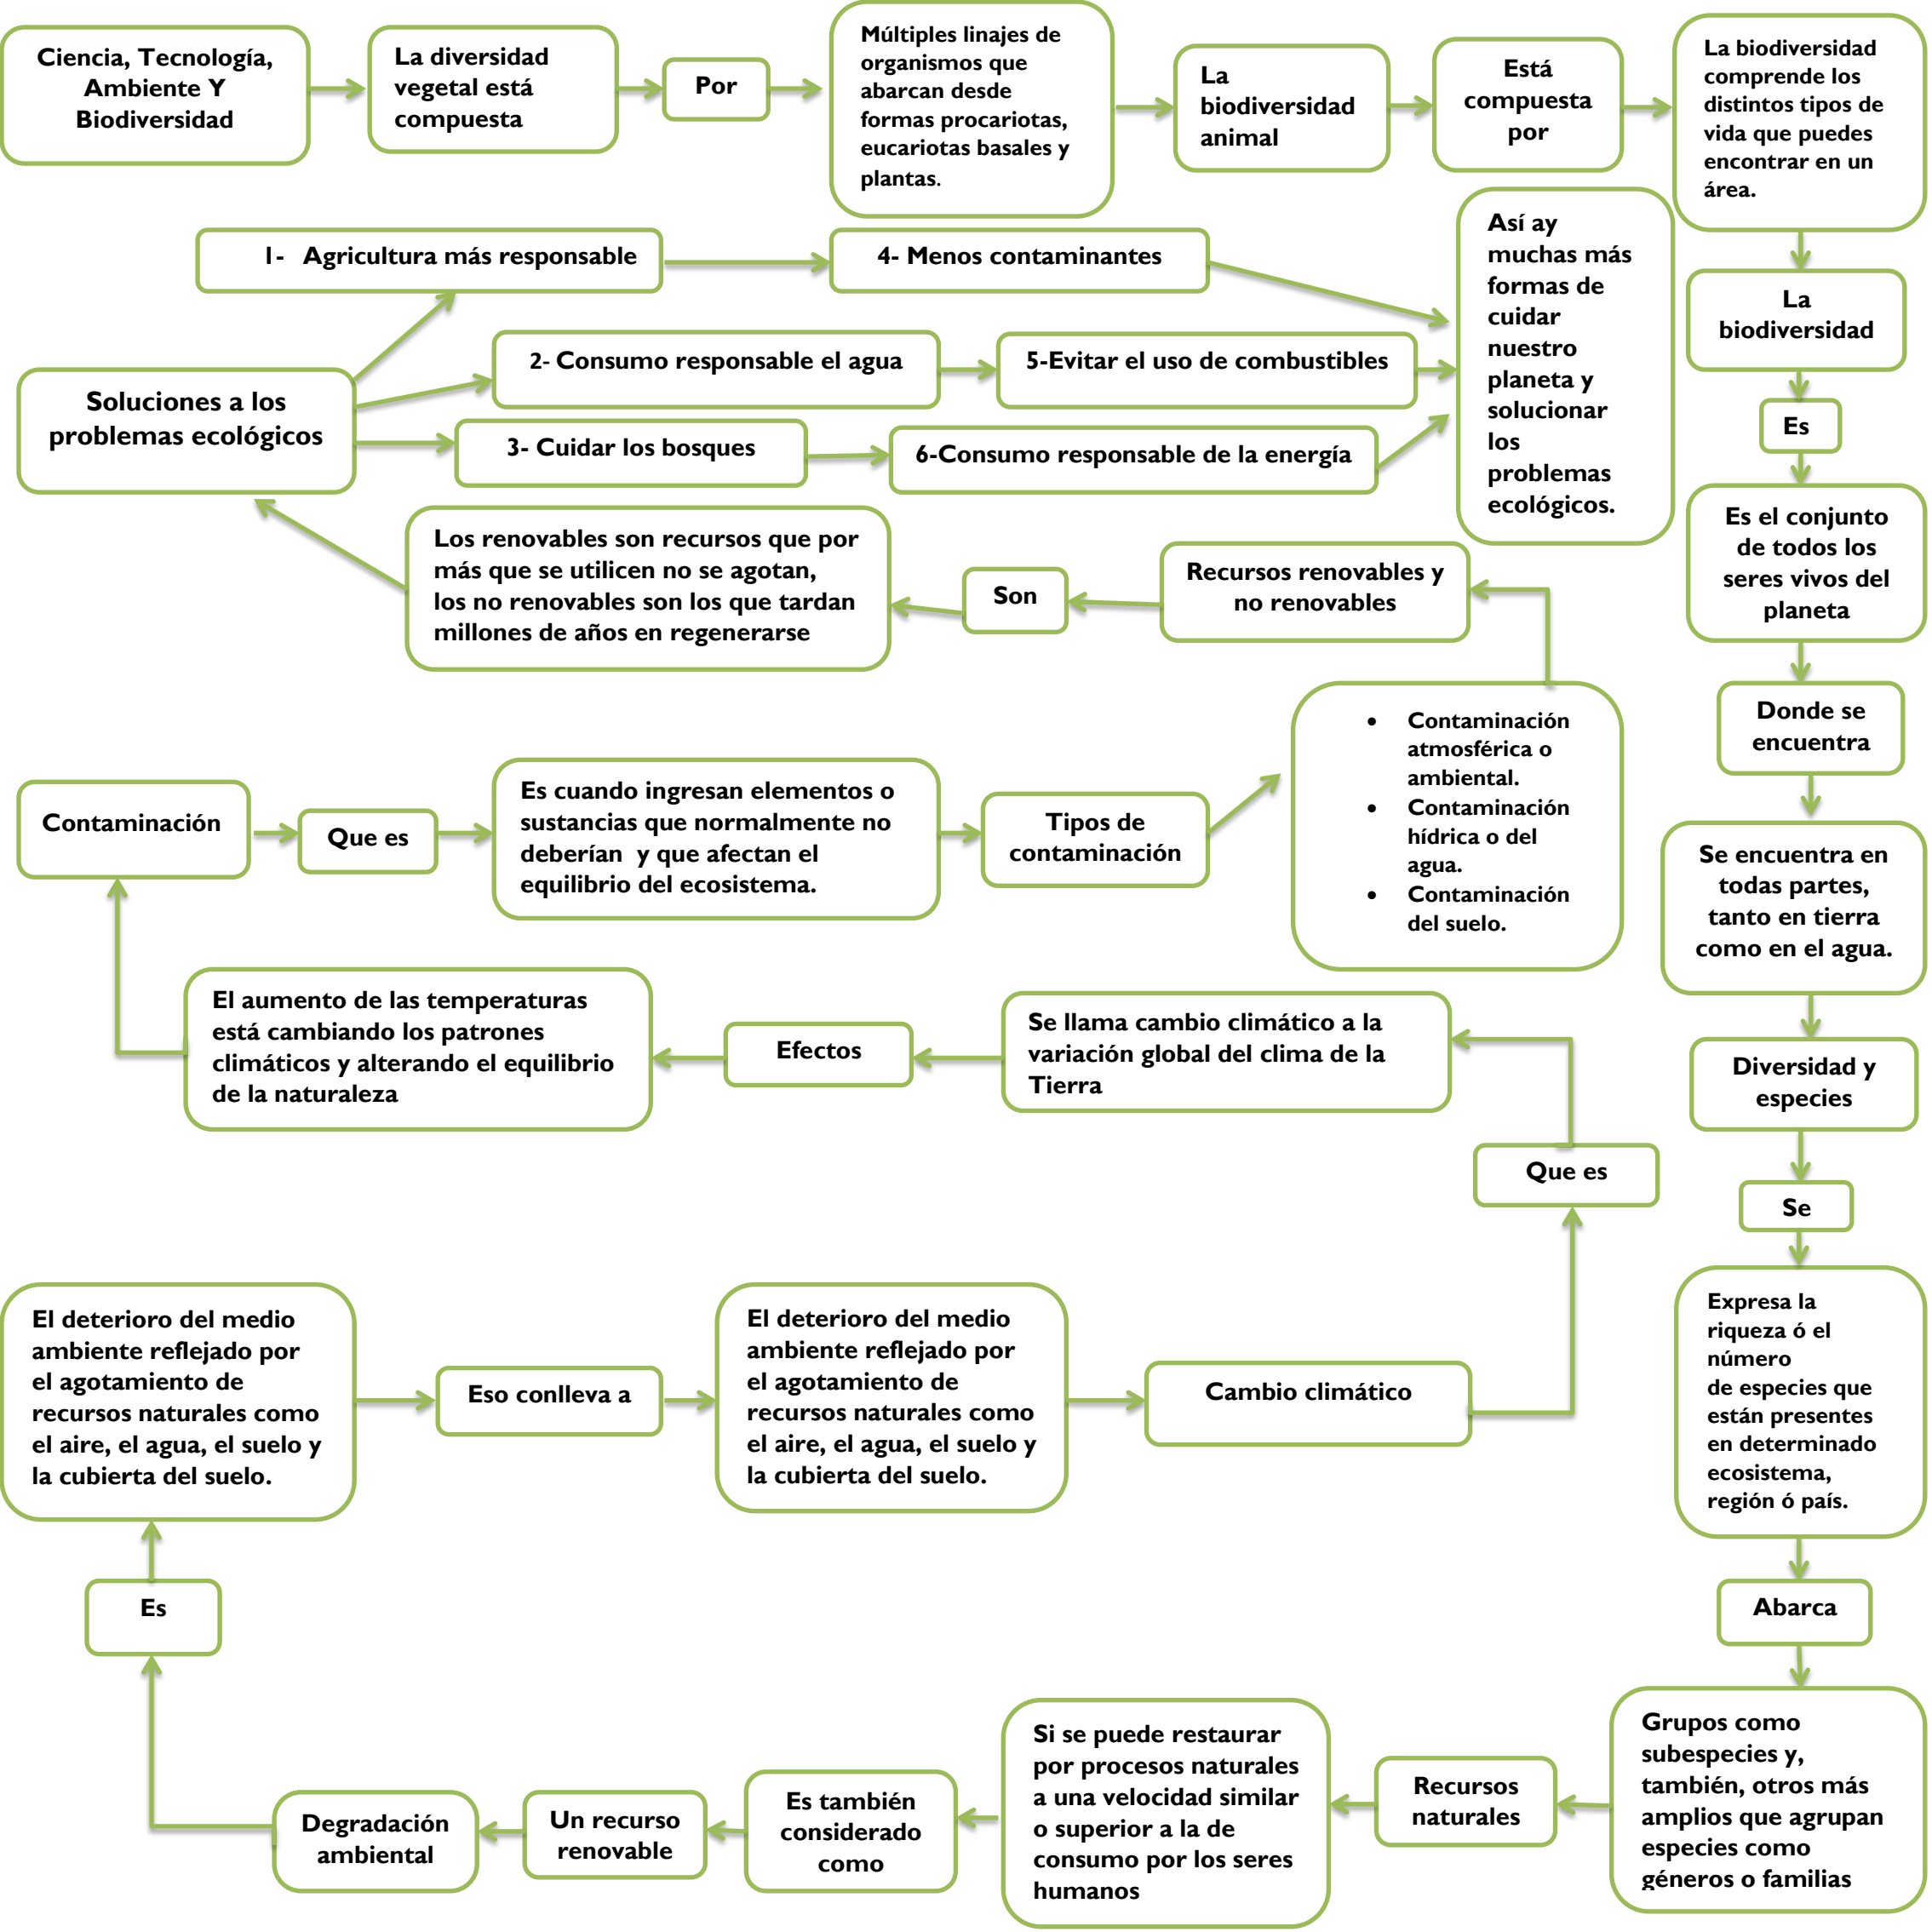 Ciencia, Tecnología,
Ambiente Y
Biodiversidad
La diversidad
vegetal está
compuesta
Por
Múltiples linajes de
organismos que
abarcan desde
formas procariotas,
eucariotas basales y
plantas.
La
biodiversidad
animal
Está
compuesta
por
La biodiversidad
comprende los
distintos tipos de
vida que puedes
encontrar en un
área.
La
biodiversidad
Es
Es el conjunto
de todos los
seres vivos del
planeta
Donde se
encuentra
Se encuentra en
todas partes,
tanto en tierra
como en el agua.
Diversidad y
especies
Se
Expresa la
riqueza ó el
número
de especies que
están presentes
en determinado
ecosistema,
región ó país.
Abarca
Grupos como
subespecies y,
también, otros más
amplios que agrupan
especies como
géneros o familias
Recursos
naturales
Si se puede restaurar
por procesos naturales
a una velocidad similar
o superior a la de
consumo por los seres
humanos
Es también
considerado
como
Un recurso
renovable
Degradación
ambiental
Es
El deterioro del medio
ambiente reflejado por
el agotamiento de
recursos naturales como
el aire, el agua, el suelo y
la cubierta del suelo.
Eso conlleva a
El deterioro del medio
ambiente reflejado por
el agotamiento de
recursos naturales como
el aire, el agua, el suelo y
la cubierta del suelo.
Cambio climático
Que es
Se llama cambio climático a la
variación global del clima de la
Tierra
Efectos
El aumento de las temperaturas
está cambiando los patrones
climáticos y alterando el equilibrio
de la naturaleza
Contaminación
Que es
Es cuando ingresan elementos o
sustancias que normalmente no
deberían y que afectan el
equilibrio del ecosistema.
Tipos de
contaminación
• Contaminación
atmosférica o
ambiental.
• Contaminación
hídrica o del
agua.
• Contaminación
del suelo.
Recursos renovables y
no renovables
Son
Los renovables son recursos que por
más que se utilicen no se agotan,
los no renovables son los que tardan
millones de años en regenerarse
Soluciones a los
problemas ecológicos
1- Agricultura más responsable
4- Menos contaminantes
2- Consumo responsable el agua
5-Evitar el uso de combustibles
3- Cuidar los bosques
6-Consumo responsable de la energía
Así ay
muchas más
formas de
cuidar
nuestro
planeta y
solucionar
los
problemas
ecológicos.